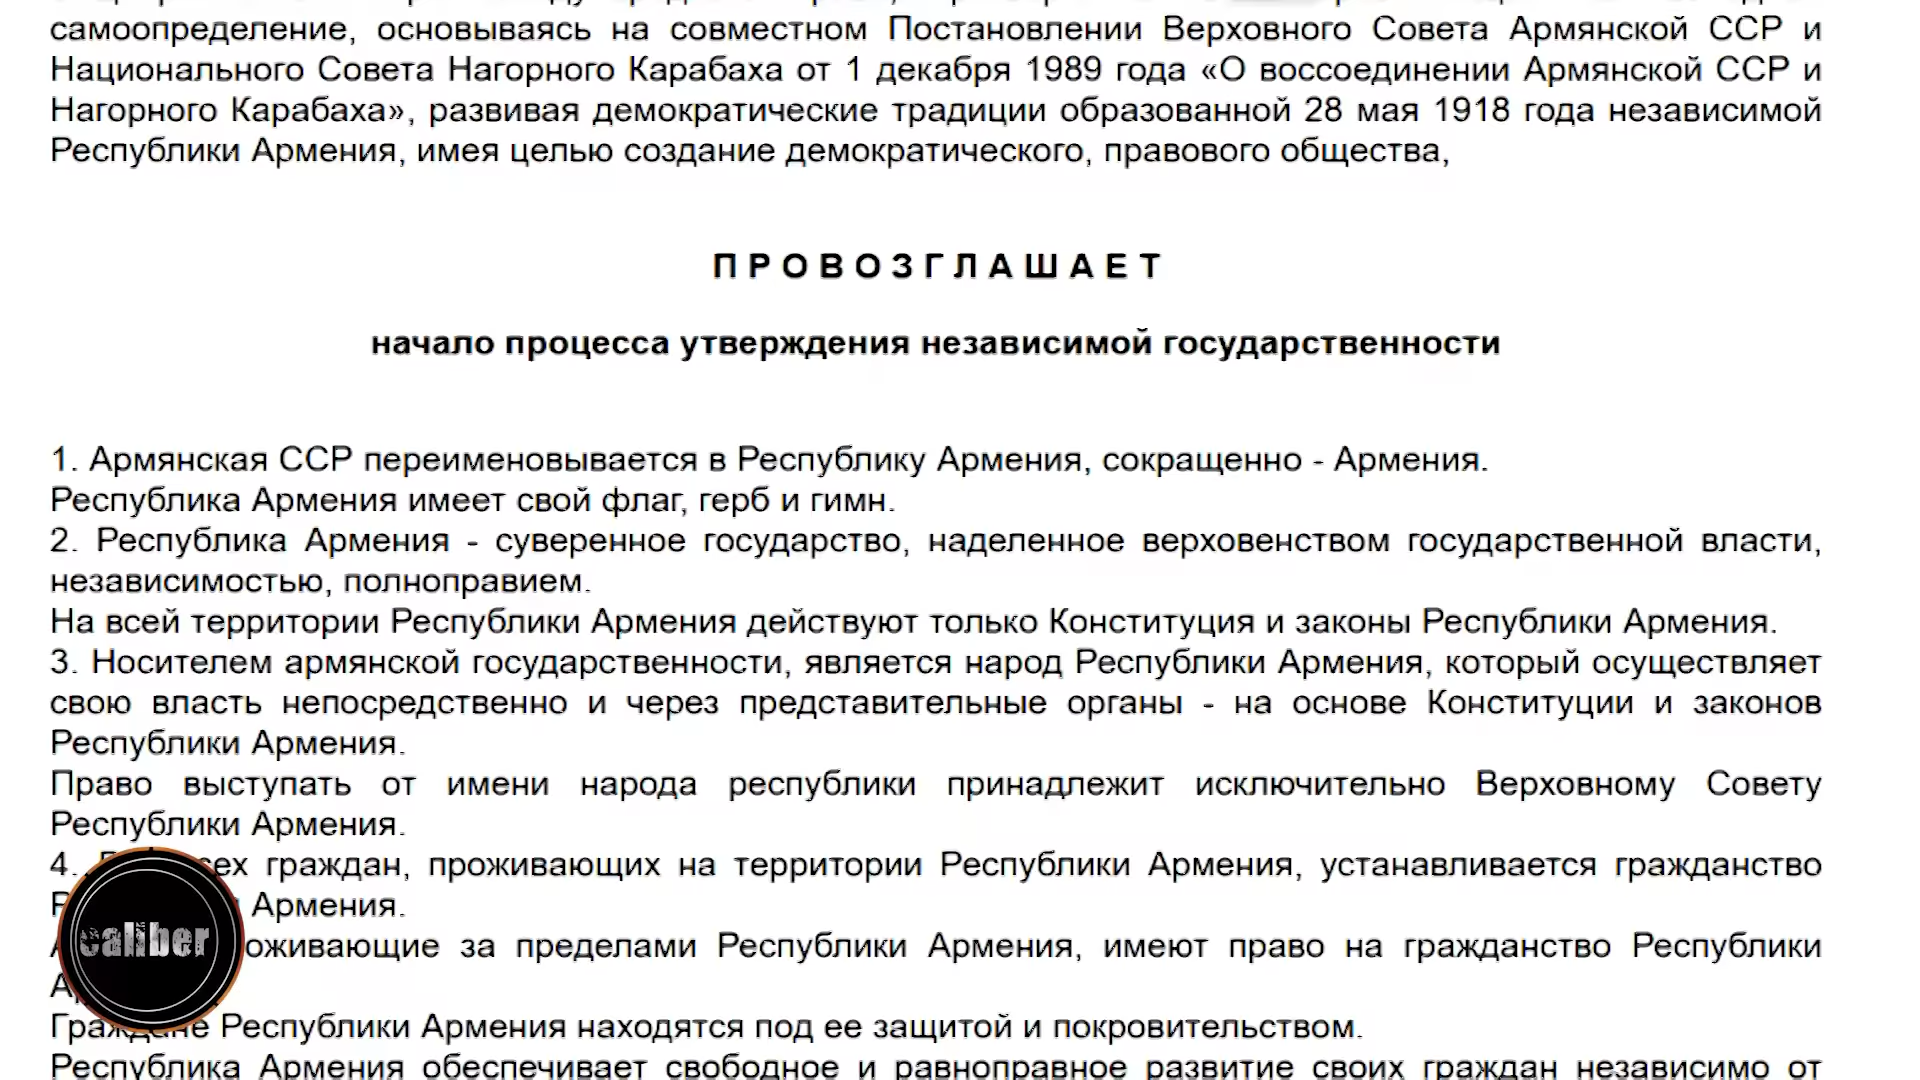 самоопределение, основываясь на совместном Постановлении Верховного Совета Армянской ССР и
Национального Совета Нагорного Карабаха от 1 декабря 1989 года «О воссоединении Армянской ССР и
Нагорного Карабаха», развивая демократические традиции образованной 28 мая 1918 года независимой
Республики Армения, имея целью создание демократического, правового общества,
ПРОВОЗГЛАШАЕТ
начало процесса утверждения независимой государственности
1. Армянская ССР переименовывается в Республику Армения, сокращенно - Армения.
Республика Армения имеет свой флаг, герб и гимн.
2. Республика Армения - суверенное государство, наделенное верховенством государственной власти,
независимостью, полноправием.
На всей территории Республики Армения действуют только Конституция и законы Республики Армения.
3. Носителем армянской государственности, является народ Республики Армения, который осуществляет
свою власть непосредственно и через представительные органы - на основе Конституции и законов
Республики Армения.
Право выступать от имени народа республики принадлежит исключительно Верховному Совету
Республики Армения.
4. граждан, проживающих на территории Республики Армения, устанавливается гражданство
Армения.
за пределами Республики Армения, имеют право на гражданство Республики
caliber
Граждане Республики Армения находятся под ее защитой и покровительством.
Республика Армения обеспечивает свободное и равноправное развитие своих граждан независимо от